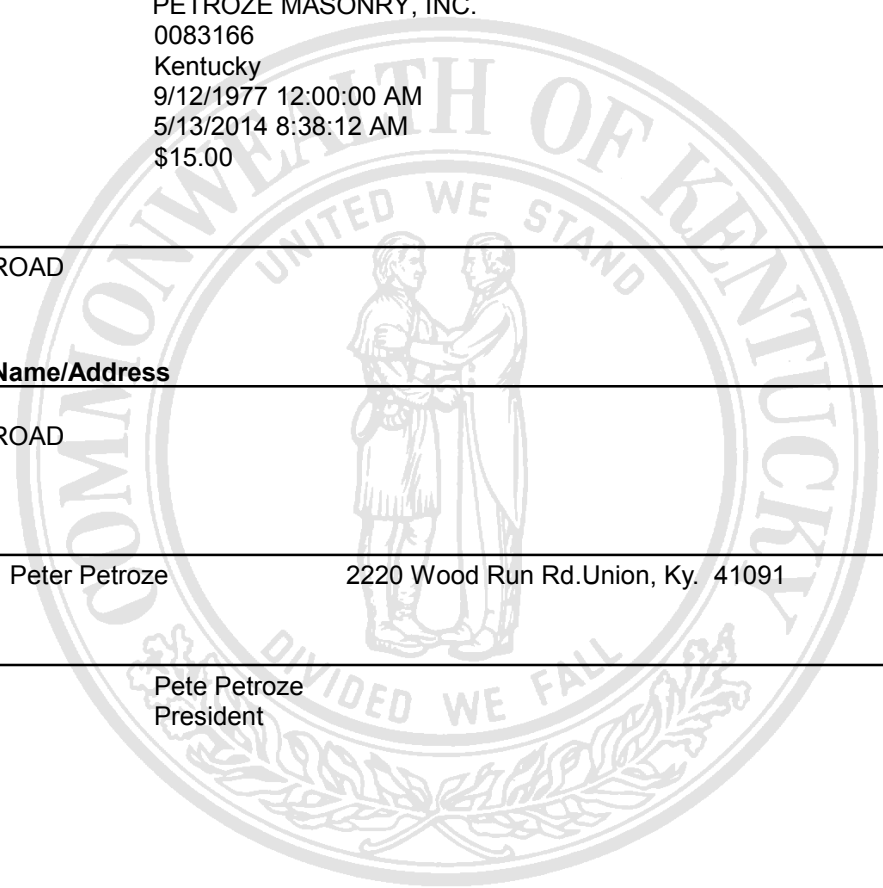 PETROZE MASONRY, INC.
0083166
Kentucky
9/12/1977 12:00:00 AM
5/13/2014 8:38:12 AM
$15.00
ROAD
Name/Address
ROAD
Peter Petroze 2220 Wood Run Rd.Union, Ky. 41091
Pete Petroze
President
COMMONWEALTH OF KENTUCKY
UNITED WE STAND
DIVIDED WE FALL